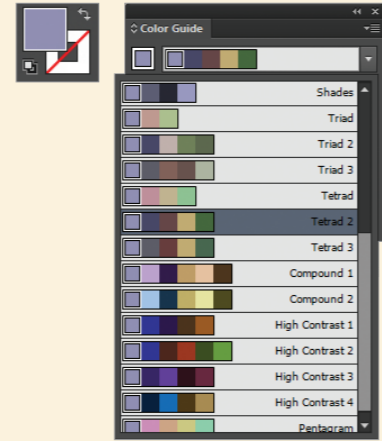 Color Guide
Shades
Triad
Triad 2
Triad 3
Tetrad
Tetrad 2
Tetrad 3
Compound 1
Compound 2
High Contrast 1
High Contrast 2
High Contrast 3
High Contrast 4
Pentagram